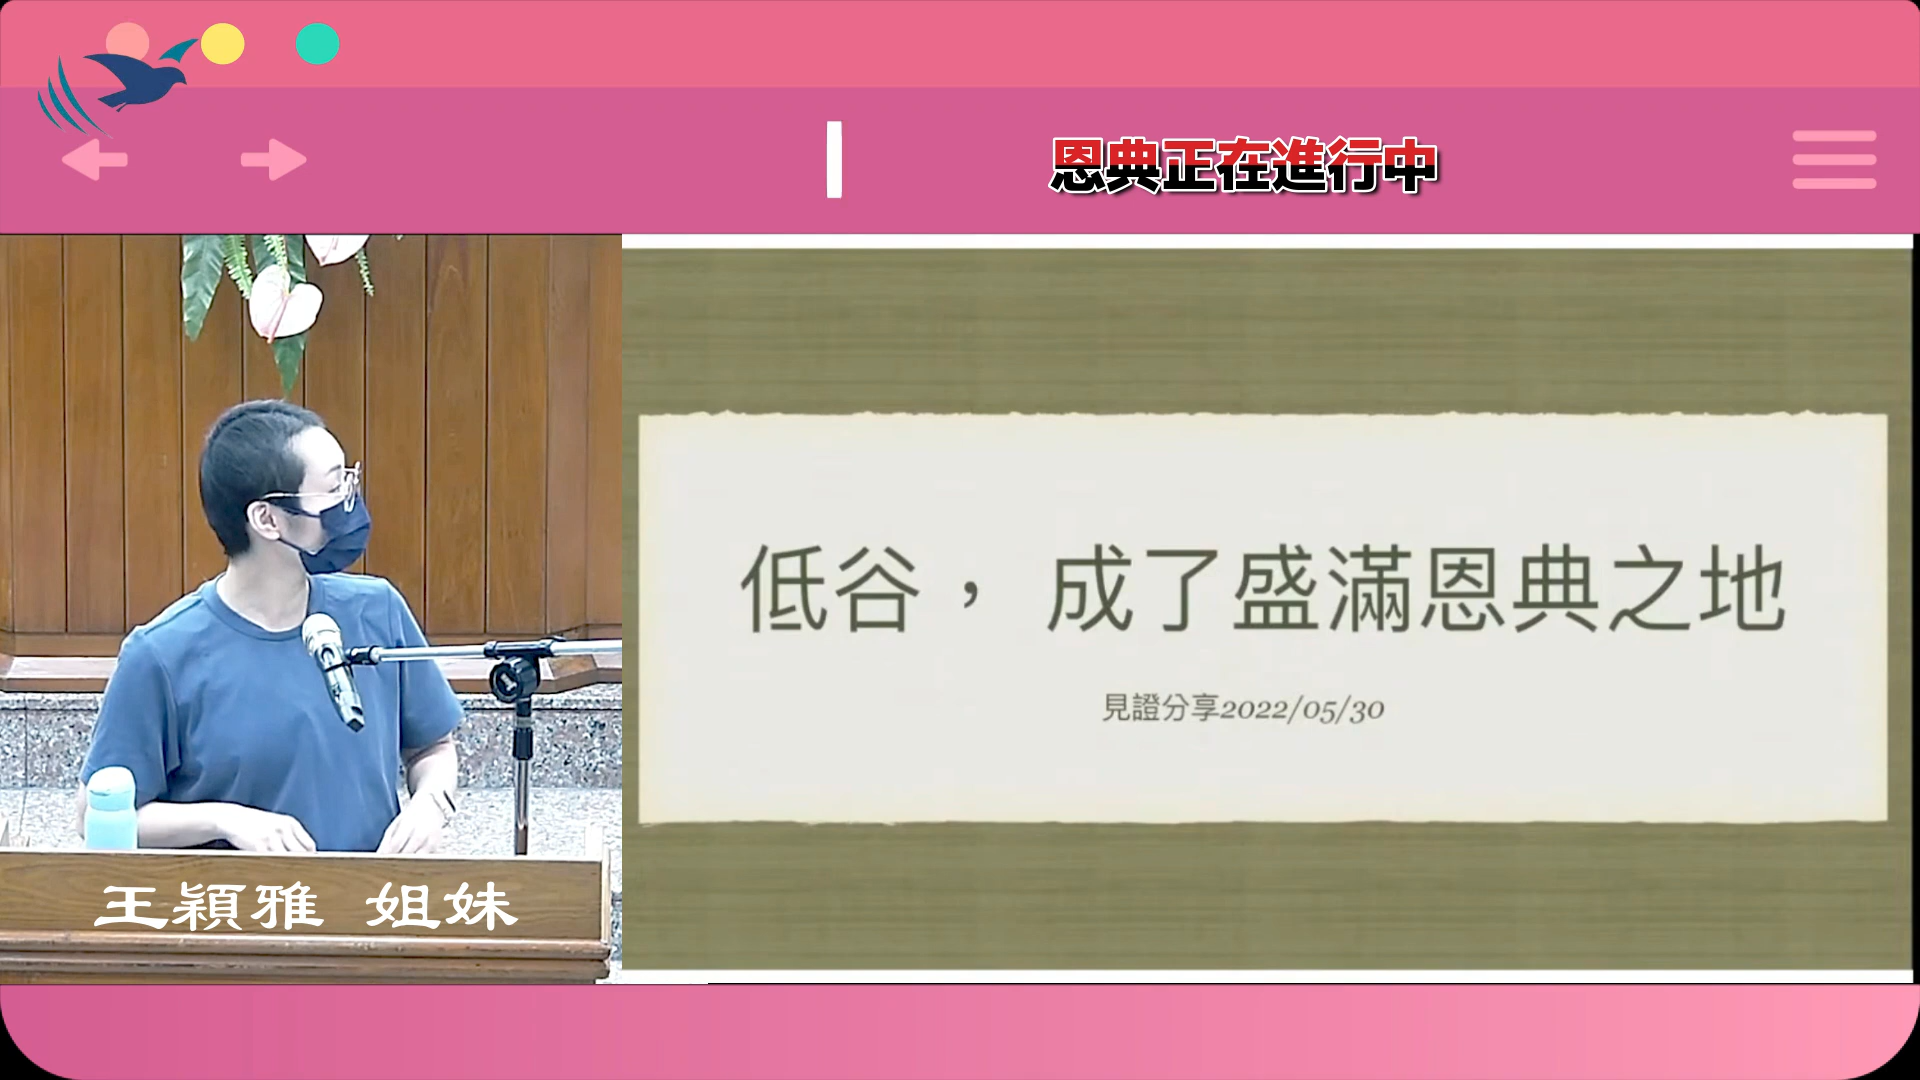 恩典正在進行中
低谷， 成了盛滿恩典之地
見證分享2022/05/30
王穎雅 姐妹